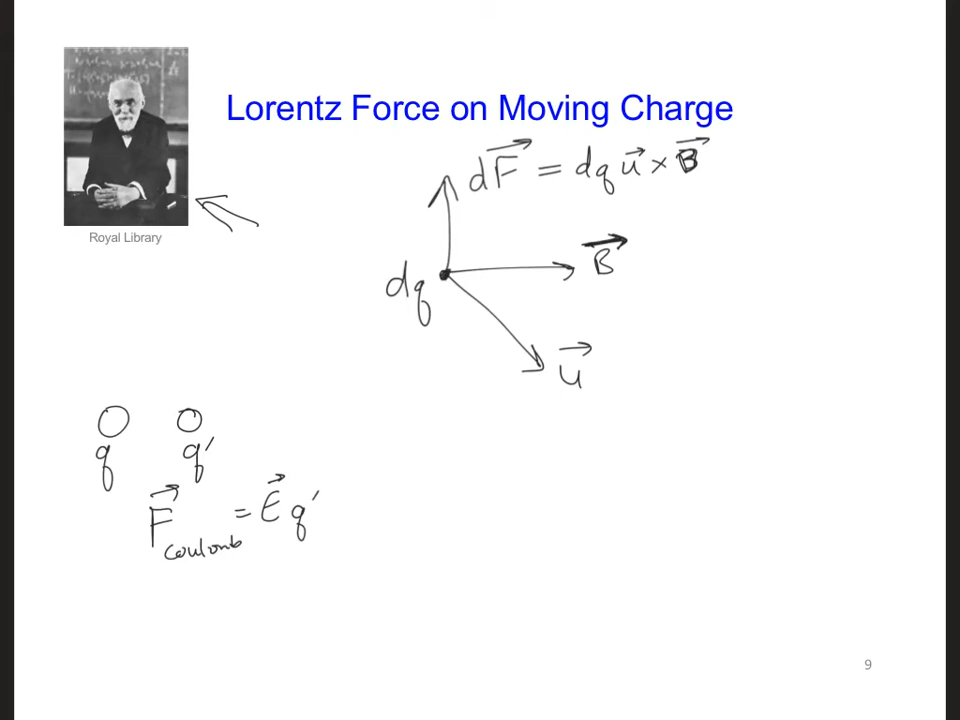 Lorentz Force on Moving Charge
dF⃗ = dq u⃗ × B⃗
Royal Library
B⃗
dq
u⃗
q q'
F⃗coulomb = E⃗ q'
9